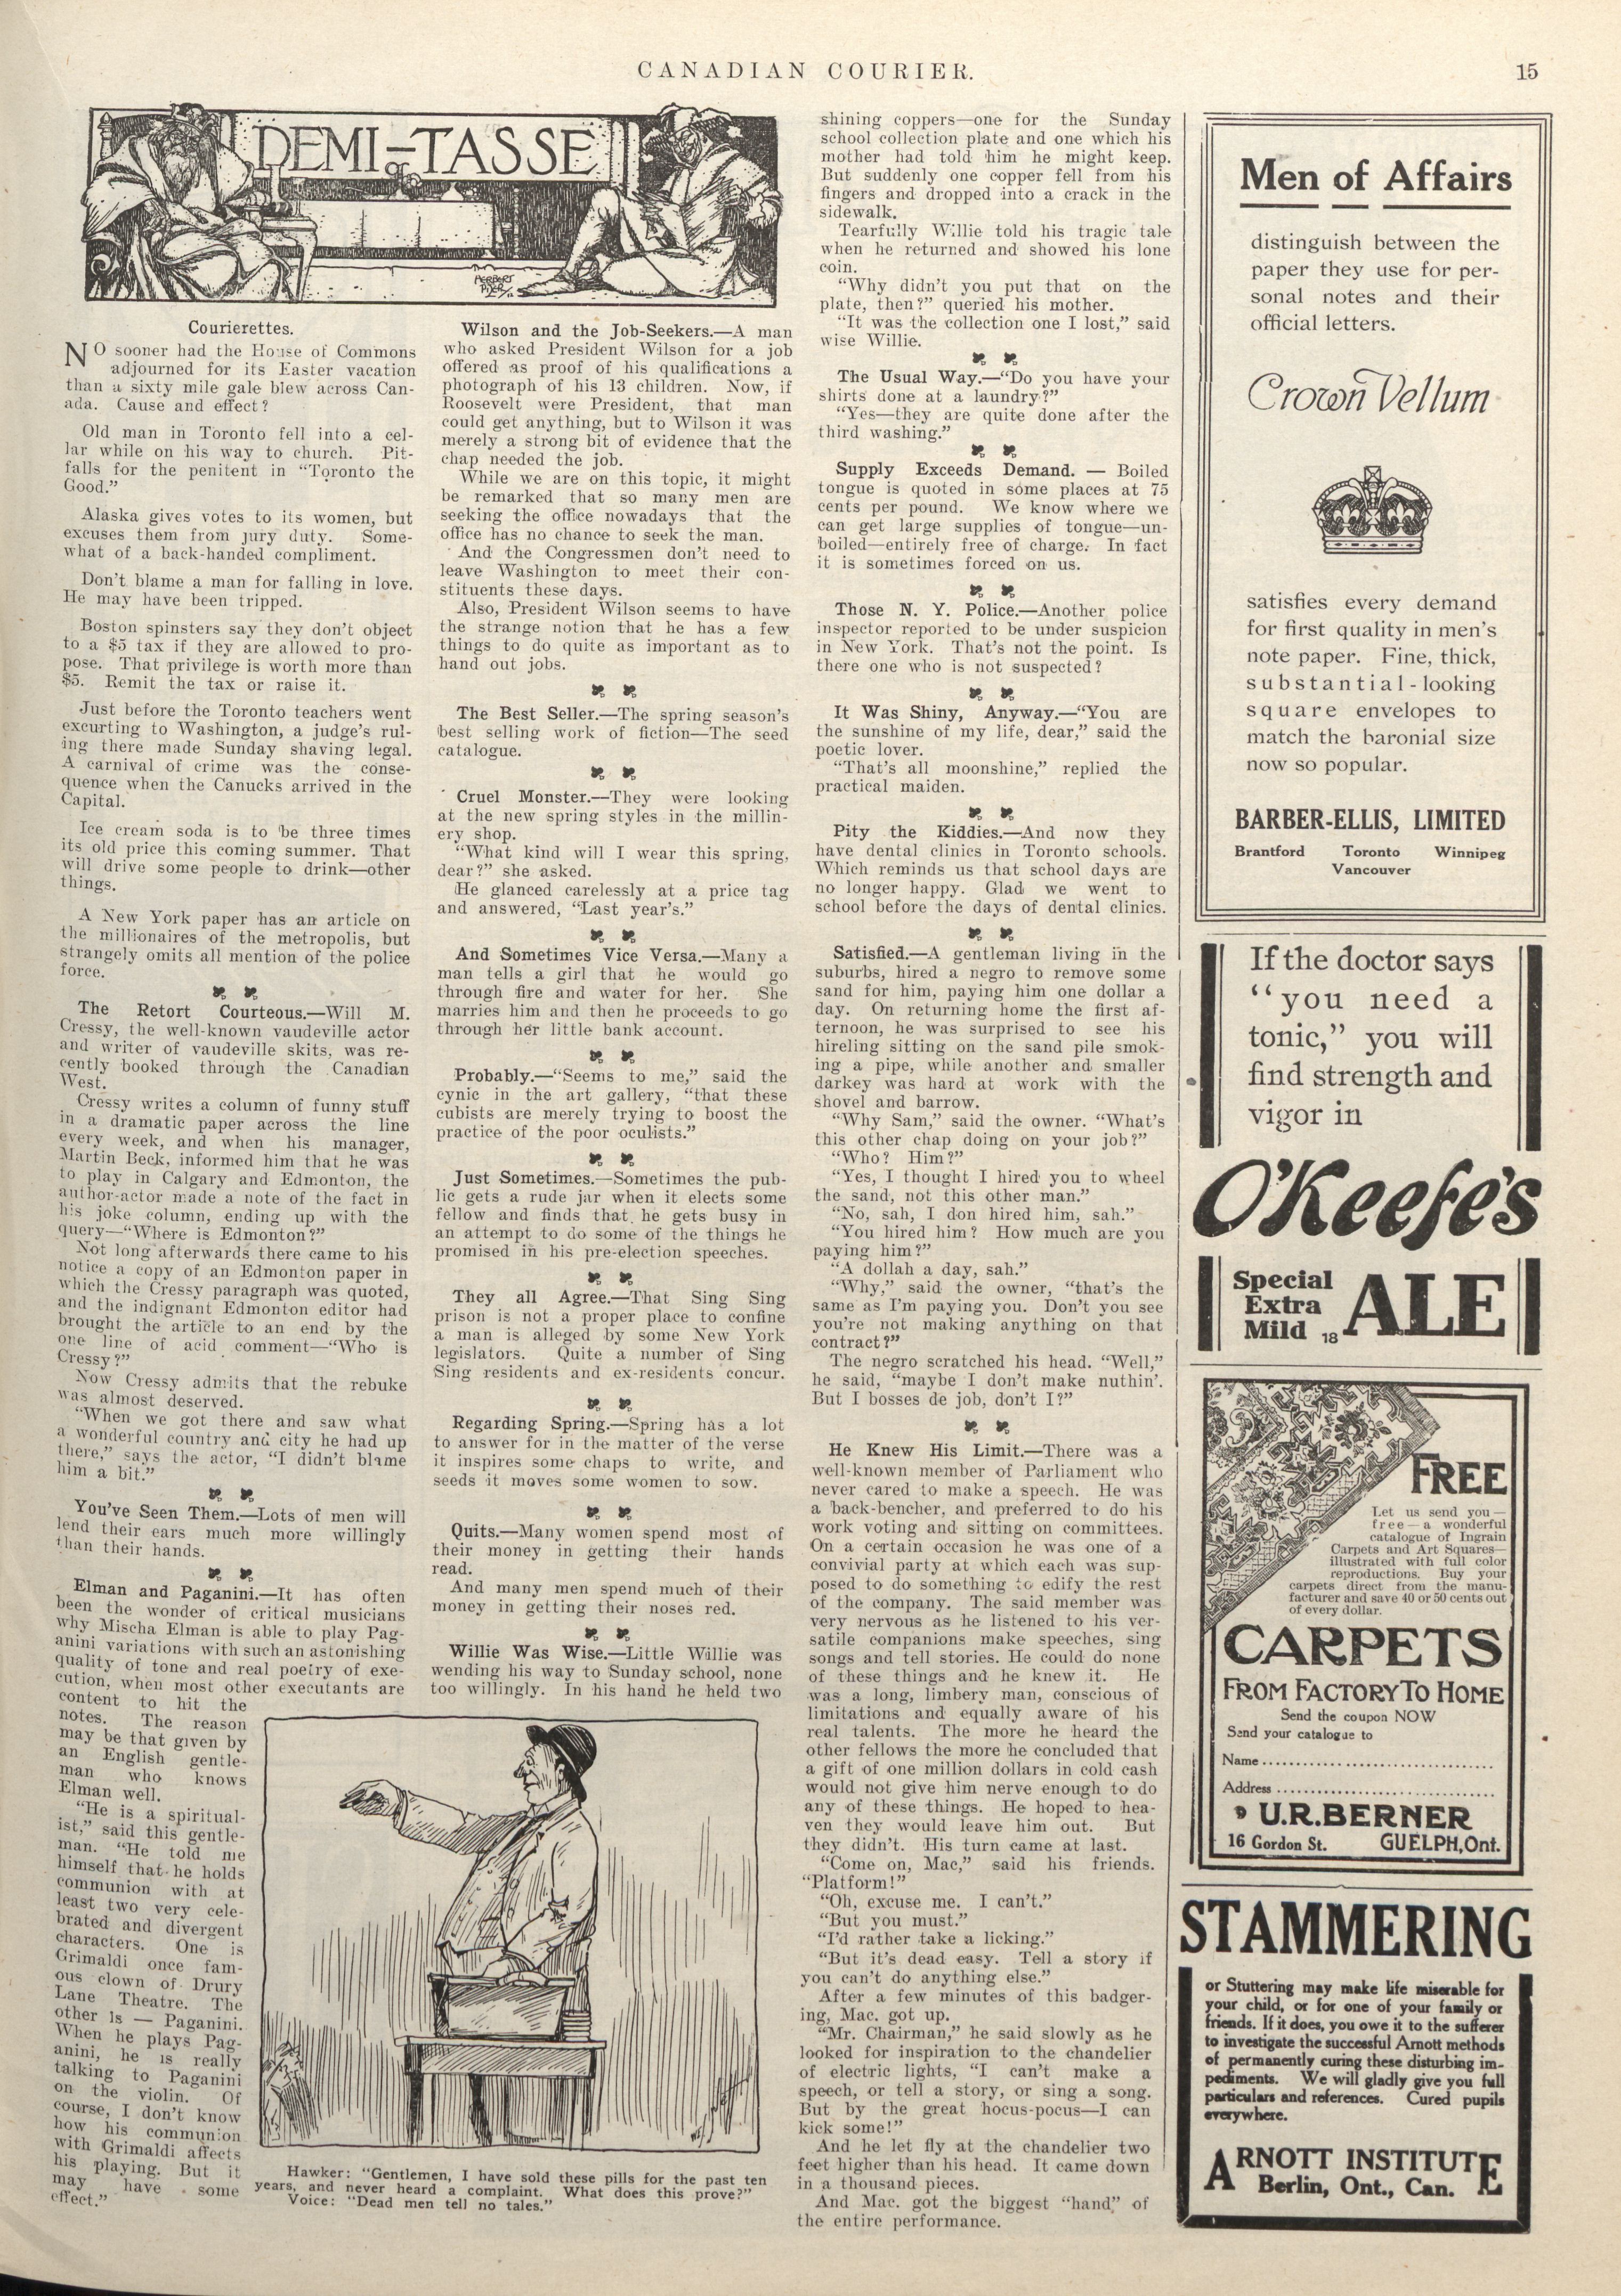 CANADIAN COURIER.
15
DEMI-TASSE
HERBERT
PIZER/12
Courierettes.
NO sooner had the House of Commons
adjourned for its Easter vacation
than a sixty mile gale blew across Can-
ada. Cause and effect?
Old man in Toronto fell into a cel-
lar while on his way to church. Pit-
falls for the penitent in "Toronto the
Good."
Alaska gives votes to its women, but
excuses them from jury duty. Some-
what of a back-handed compliment.
Don't blame a man for falling in love.
He may have been tripped.
Boston spinsters say they don't object
to a $5 tax if they are allowed to pro-
pose. That privilege is worth more than
$5. Remit the tax or raise it.
Just before the Toronto teachers went
excurting to Washington, a judge's rul-
ing there made Sunday shaving legal.
A carnival of crime was the conse-
quence when the Canucks arrived in the
Capital.
Ice cream soda is to be three times
its old price this coming summer. That
will drive some people to drink—other
things.
A New York paper has an article on
the millionaires of the metropolis, but
strangely omits all mention of the police
force.
The Retort Courteous.—Will M.
Cressy, the well-known vaudeville actor
and writer of vaudeville skits, was re-
cently booked through the Canadian
West.
Cressy writes a column of funny stuff
in a dramatic paper across the line
every week, and when his manager,
Martin Beck, informed him that he was
to play in Calgary and Edmonton, the
author-actor made a note of the fact in
his joke column, ending up with the
query—"Where is Edmonton?"
Not long afterwards there came to his
notice a copy of an Edmonton paper in
which the Cressy paragraph was quoted,
and the indignant Edmonton editor had
brought the article to an end by the
one line of acid comment—"Who is
Cressy?"
Now Cressy admits that the rebuke
was almost deserved.
"When we got there and saw what
a wonderful country and city he had up
there," says the actor, "I didn't blame
him a bit."
You've Seen Them.—Lots of men will
lend their ears much more willingly
than their hands.
Elman and Paganini.—It has often
been the wonder of critical musicians
why Mischa Elman is able to play Pag-
anini variations with such an astonishing
quality of tone and real poetry of exe-
cution, when most other executants are
content to hit the
notes. The reason
may be that given by
an English gentle-
man who knows
Elman well.
"He is a spiritual-
ist," said this gentle-
man. "He told me
himself that he holds
communion with at
least two very cele-
brated and divergent
characters. One is
Grimaldi once fam-
ous clown of Drury
Lane Theatre. The
other is — Paganini.
When he plays Pag-
anini, he is really
talking to Paganini
on the violin. Of
course, I don't know
how his communion
with Grimaldi affects
his playing. But it
may have some
effect."
Wilson and the Job-Seekers.—A man
who asked President Wilson for a job
offered as proof of his qualifications a
photograph of his 13 children. Now, if
Roosevelt were President, that man
could get anything, but to Wilson it was
merely a strong bit of evidence that the
chap needed the job.
While we are on this topic, it might
be remarked that so many men are
seeking the office nowadays that the
office has no chance to seek the man.
And the Congressmen don't need to
leave Washington to meet their con-
stituents these days.
Also, President Wilson seems to have
the strange notion that he has a few
things to do quite as important as to
hand out jobs.
The Best Seller.—The spring season's
best selling work of fiction—The seed
catalogue.
Cruel Monster.—They were looking
at the new spring styles in the millin-
ery shop.
"What kind will I wear this spring,
dear?" she asked.
He glanced carelessly at a price tag
and answered, "Last year's."
And Sometimes Vice Versa.—Many a
man tells a girl that he would go
through fire and water for her. She
marries him and then he proceeds to go
through her little bank account.
Probably.—"Seems to me," said the
cynic in the art gallery, "that these
cubists are merely trying to boost the
practice of the poor oculists."
Just Sometimes.—Sometimes the pub-
lic gets a rude jar when it elects some
fellow and finds that he gets busy in
an attempt to do some of the things he
promised in his pre-election speeches.
They all Agree.—That Sing Sing
prison is not a proper place to confine
a man is alleged by some New York
legislators. Quite a number of Sing
Sing residents and ex-residents concur.
Regarding Spring.—Spring has a lot
to answer for in the matter of the verse
it inspires some chaps to write, and
seeds it moves some women to sow.
Quits.—Many women spend most of
their money in getting their hands
read.
And many men spend much of their
money in getting their noses red.
Willie Was Wise.—Little Willie was
wending his way to Sunday school, none
too willingly. In his hand he held two
Hawker: "Gentlemen, I have sold these pills for the past ten
years, and never heard a complaint. What does this prove?"
Voice: "Dead men tell no tales."
shining coppers—one for the Sunday
school collection plate and one which his
mother had told him he might keep.
But suddenly one copper fell from his
fingers and dropped into a crack in the
sidewalk.
Tearfully Willie told his tragic tale
when he returned and showed his lone
coin.
"Why didn't you put that on the
plate, then?" queried his mother.
"It was the collection one I lost," said
wise Willie.
The Usual Way.—"Do you have your
shirts done at a laundry?"
"Yes—they are quite done after the
third washing."
Supply Exceeds Demand. — Boiled
tongue is quoted in some places at 75
cents per pound. We know where we
can get large supplies of tongue—un-
boiled—entirely free of charge. In fact
it is sometimes forced on us.
Those N. Y. Police.—Another police
inspector reported to be under suspicion
in New York. That's not the point. Is
there one who is not suspected?
It Was Shiny, Anyway.—"You are
the sunshine of my life, dear," said the
poetic lover.
"That's all moonshine," replied the
practical maiden.
Pity the Kiddies.—And now they
have dental clinics in Toronto schools.
Which reminds us that school days are
no longer happy. Glad we went to
school before the days of dental clinics.
Satisfied.—A gentleman living in the
suburbs, hired a negro to remove some
sand for him, paying him one dollar a
day. On returning home the first af-
ternoon, he was surprised to see his
hireling sitting on the sand pile smok-
ing a pipe, while another and smaller
darkey was hard at work with the
shovel and barrow.
"Why Sam," said the owner. "What's
this other chap doing on your job?"
"Who? Him?"
"Yes, I thought I hired you to wheel
the sand, not this other man."
"No, sah, I don hired him, sah."
"You hired him? How much are you
paying him?"
"A dollah a day, sah."
"Why," said the owner, "that's the
same as I'm paying you. Don't you see
you're not making anything on that
contract?"
The negro scratched his head. "Well,"
he said, "maybe I don't make nuthin'.
But I bosses de job, don't I?"
He Knew His Limit.—There was a
well-known member of Parliament who
never cared to make a speech. He was
a back-bencher, and preferred to do his
work voting and sitting on committees.
On a certain occasion he was one of a
convivial party at which each was sup-
posed to do something to edify the rest
of the company. The said member was
very nervous as he listened to his ver-
satile companions make speeches, sing
songs and tell stories. He could do none
of these things and he knew it. He
was a long, limbery man, conscious of
limitations and equally aware of his
real talents. The more he heard the
other fellows the more he concluded that
a gift of one million dollars in cold cash
would not give him nerve enough to do
any of these things. He hoped to hea-
ven they would leave him out. But
they didn't. His turn came at last.
"Come on, Mac," said his friends.
"Platform!"
"Oh, excuse me. I can't."
"But you must."
"I'd rather take a licking."
"But it's dead easy. Tell a story if
you can't do anything else."
After a few minutes of this badger-
ing, Mac. got up.
"Mr. Chairman," he said slowly as he
looked for inspiration to the chandelier
of electric lights, "I can't make a
speech, or tell a story, or sing a song.
But by the great hocus-pocus—I can
kick some!"
And he let fly at the chandelier two
feet higher than his head. It came down
in a thousand pieces.
And Mac. got the biggest "hand" of
the entire performance.
Men of Affairs
distinguish between the
paper they use for per-
sonal notes and their
official letters.
Crown Vellum
satisfies every demand
for first quality in men's
note paper. Fine, thick,
substantial-looking
square envelopes to
match the baronial size
now so popular.
BARBER-ELLIS, LIMITED
Brantford Toronto Winnipeg
Vancouver
If the doctor says
"you need a
tonic," you will
find strength and
vigor in
O'Keefe's
Special
Extra
Mild 18
ALE
FREE
Let us send you—
free—a wonderful
catalogue of Ingrain
Carpets and Art Squares—
illustrated with full color
reproductions. Buy your
carpets direct from the manu-
facturer and save 40 or 50 cents out
of every dollar.
CARPETS
FROM FACTORY TO HOME
Send the coupon NOW
Send your catalogue to
Name
Address
U.R. BERNER
16 Gordon St. GUELPH, Ont.
STAMMERING
or Stuttering may make life miserable for
your child, or for one of your family or
friends. If it does, you owe it to the sufferer
to investigate the successful Arnott methods
of permanently curing these disturbing im-
pediments. We will gladly give you full
particulars and references. Cured pupils
everywhere.
ARNOTT INSTITUTE
Berlin, Ont., Can.